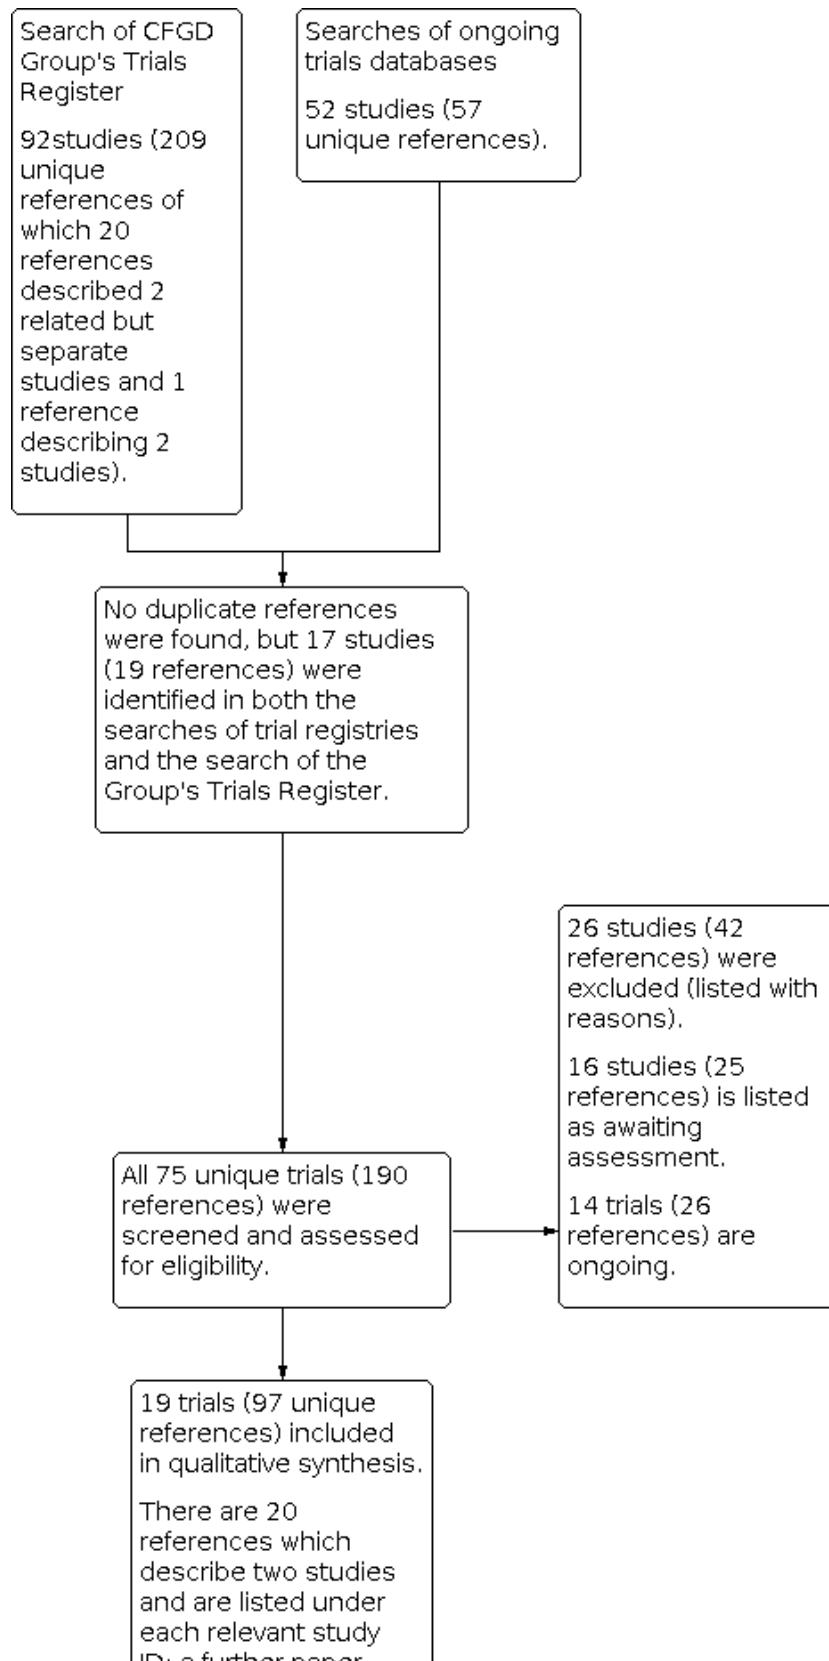 Search of CFGD
Group's Trials
Register
92studies (209
unique
references of
which 20
references
described 2
related but
separate
studies and 1
reference
describing 2
studies).
Searches of ongoing
trials databases
52 studies (57
unique references).
No duplicate references
were found, but 17 studies
(19 references) were
identified in both the
searches of trial registries
and the search of the
Group's Trials Register.
26 studies (42
references) were
excluded (listed with
reasons).
16 studies (25
references) is listed
as awaiting
assessment.
14 trials (26
references) are
ongoing.
All 75 unique trials (190
references) were
screened and assessed
for eligibility.
19 trials (97 unique
references) included
in qualitative synthesis.
There are 20
references which
describe two studies
and are listed under
each relevant study
ID; a further paper